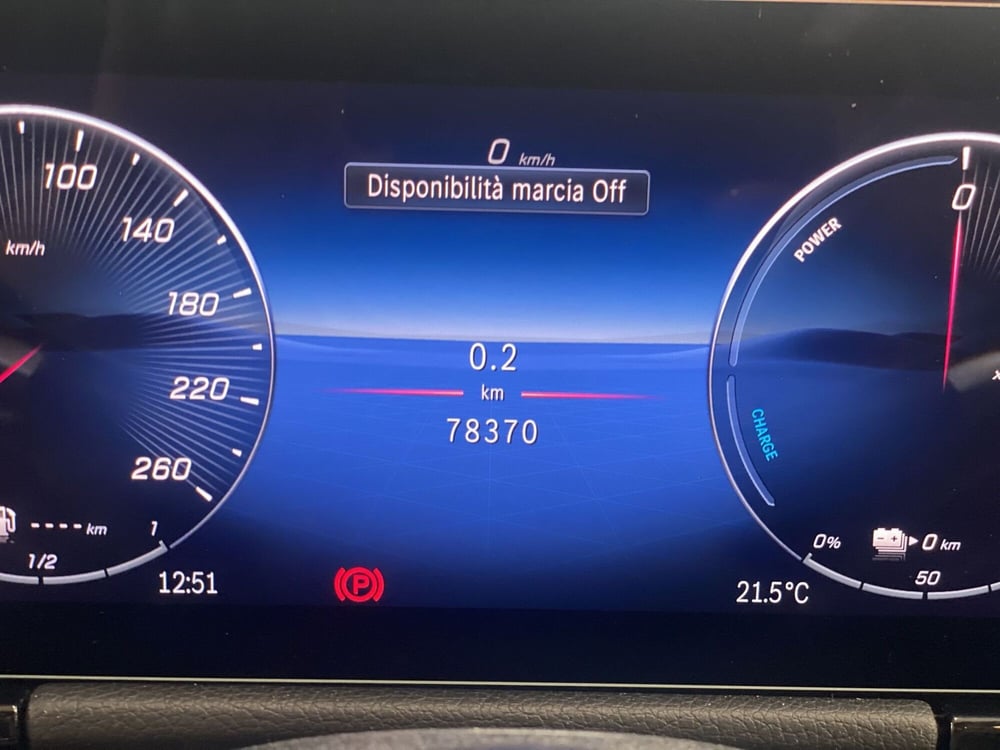 0 km/h
Disponibilità marcia Off
100
140
km/h
180
220
260
---- km
1
1/2
12:51
0.2
km
78370
P
0
POWER
CHARGE
0%
0 km
50
21.5°C